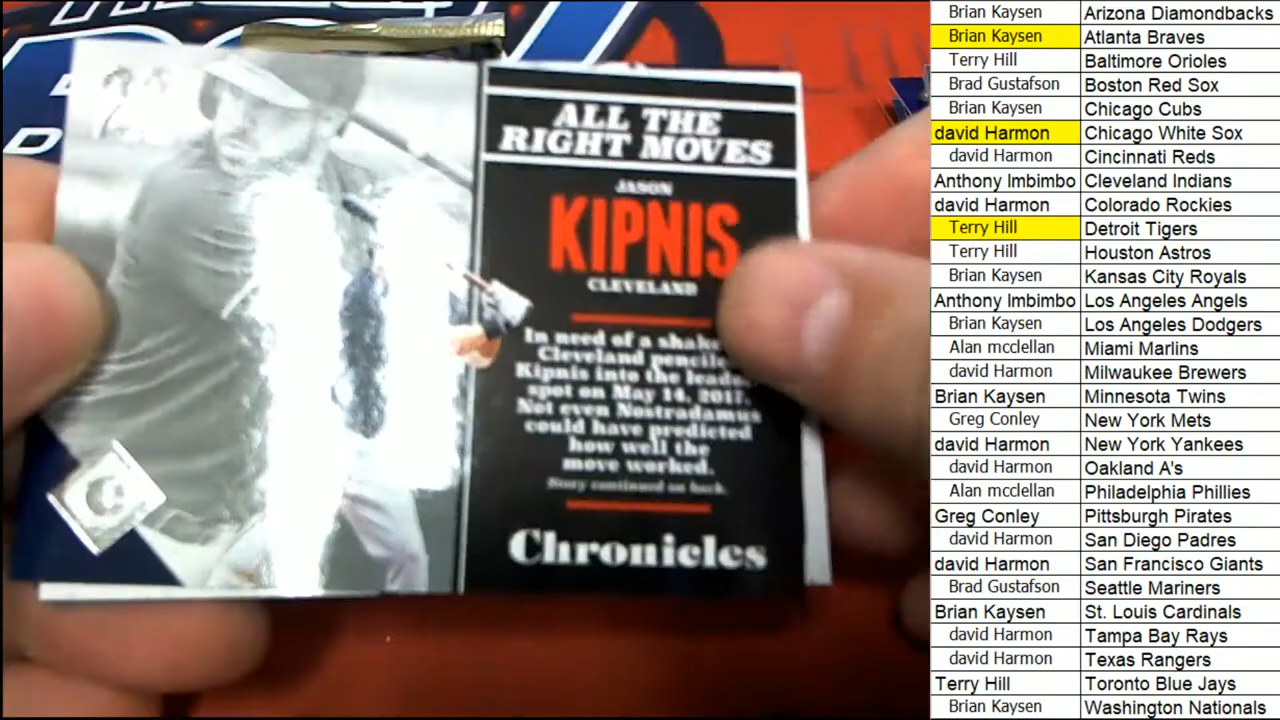 ALL THE
RIGHT MOVES
JASON
KIPNIS
CLEVELAND
In need of a
Cleveland
Kipnis into the
spot on May 14, 2017.
Not even Nostradamus
could have predicted
how well the
move worked.
Story continued on back.
Chronicles
Brian Kaysen Arizona Diamondbacks
Brian Kaysen Atlanta Braves
Terry Hill Baltimore Orioles
Brad Gustafson Boston Red Sox
Brian Kaysen Chicago Cubs
david Harmon Chicago White Sox
david Harmon Cincinnati Reds
Anthony Imbimbo Cleveland Indians
david Harmon Colorado Rockies
Terry Hill Detroit Tigers
Terry Hill Houston Astros
Brian Kaysen Kansas City Royals
Anthony Imbimbo Los Angeles Angels
Brian Kaysen Los Angeles Dodgers
Alan mcclellan Miami Marlins
david Harmon Milwaukee Brewers
Brian Kaysen Minnesota Twins
Greg Conley New York Mets
david Harmon New York Yankees
david Harmon Oakland A's
Alan mcclellan Philadelphia Phillies
Greg Conley Pittsburgh Pirates
david Harmon San Diego Padres
david Harmon San Francisco Giants
Brad Gustafson Seattle Mariners
Brian Kaysen St. Louis Cardinals
david Harmon Tampa Bay Rays
david Harmon Texas Rangers
Terry Hill Toronto Blue Jays
Brian Kaysen Washington Nationals